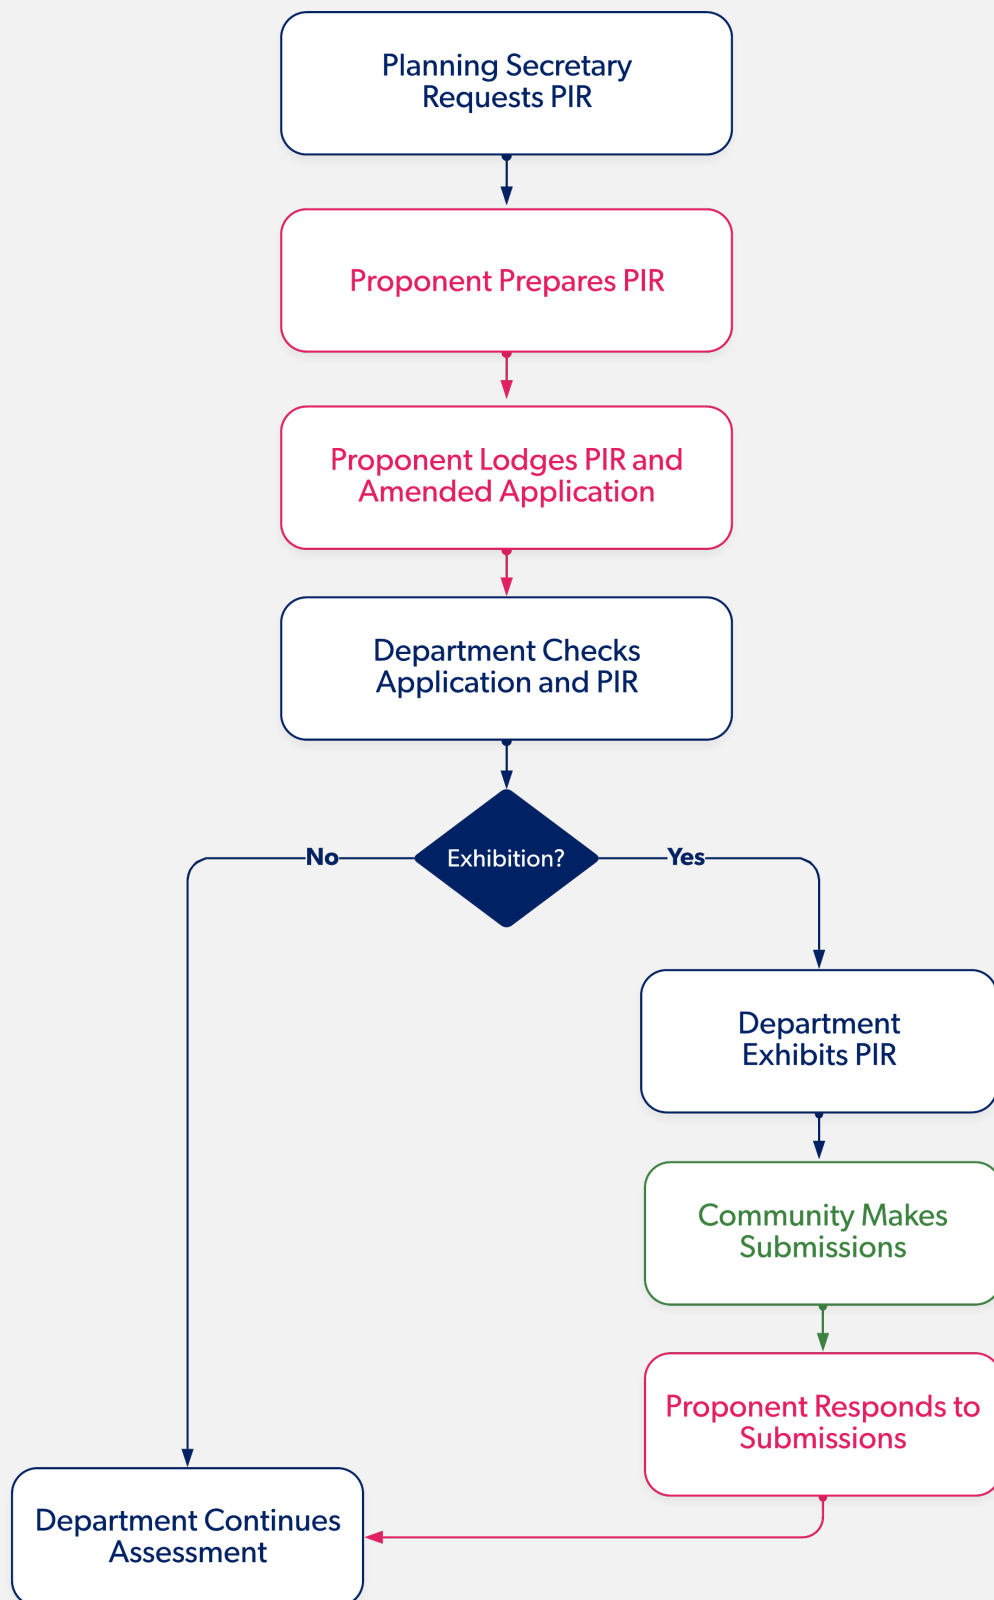 Planning Secretary
Requests PIR
Proponent Prepares PIR
Proponent Lodges PIR and
Amended Application
Department Checks
Application and PIR
No
Exhibition?
Yes
Department
Exhibits PIR
Community Makes
Submissions
Proponent Responds to
Submissions
Department Continues
Assessment